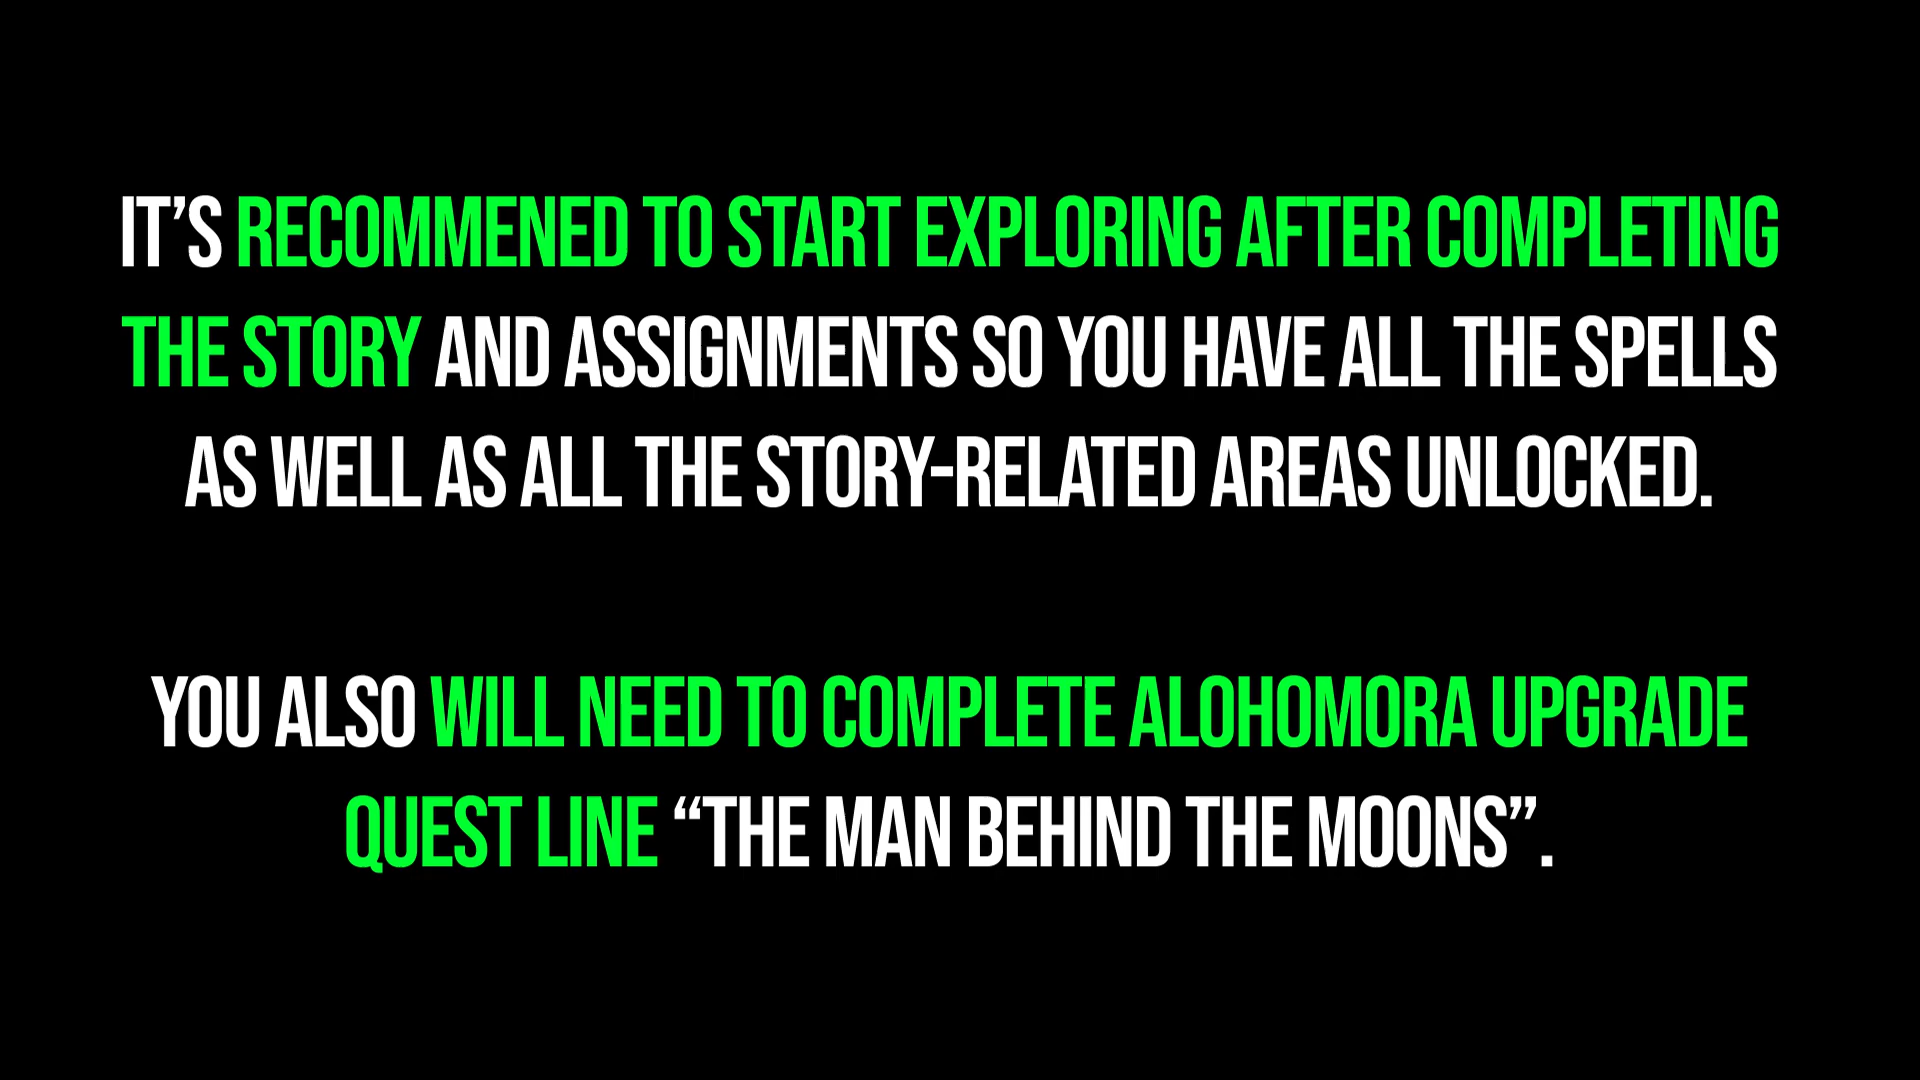 IT’S RECOMMENED TO START EXPLORING AFTER COMPLETING
THE STORY AND ASSIGNMENTS SO YOU HAVE ALL THE SPELLS
AS WELL AS ALL THE STORY-RELATED AREAS UNLOCKED.
YOU ALSO WILL NEED TO COMPLETE ALOHOMORA UPGRADE
QUEST LINE “THE MAN BEHIND THE MOONS”.